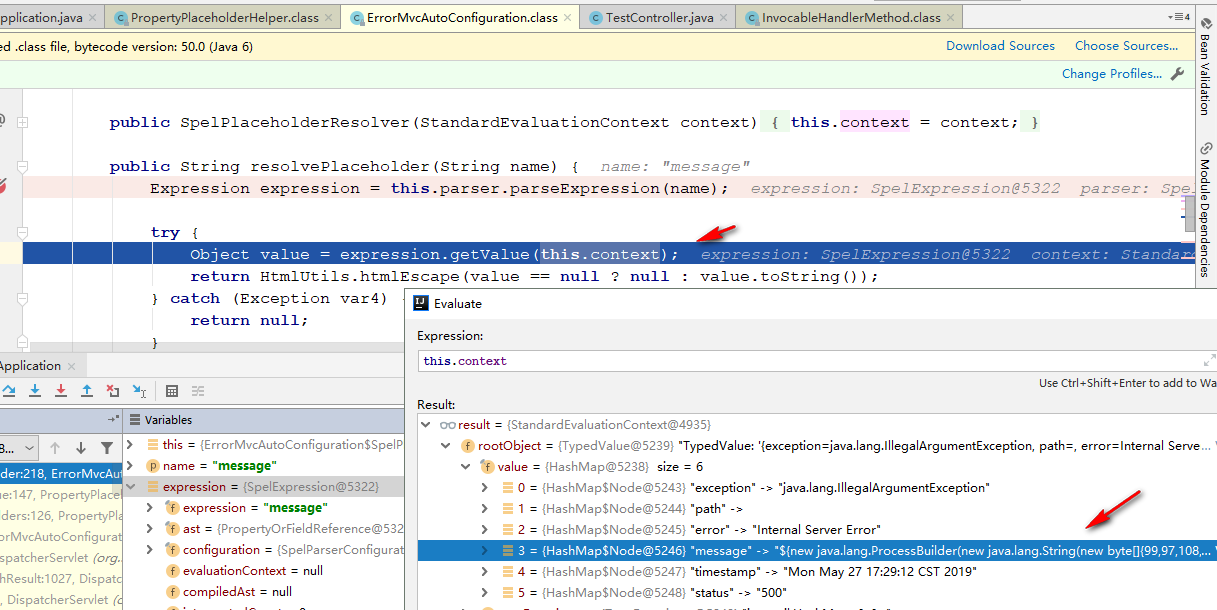 pplication.java × PropertyPlaceholderHelper.class × ErrorMvcAutoConfiguration.class × TestController.java × InvocableHandlerMethod.class × 4
ed .class file, bytecode version: 50.0 (Java 6) Download Sources Choose Sources...
Change Profiles...
Bean Validation
Module Dependencies
public SpelPlaceholderResolver(StandardEvaluationContext context) { this.context = context; }
public String resolvePlaceholder(String name) { name: "message"
Expression expression = this.parser.parseExpression(name); expression: SpelExpression@5322 parser: Spe
try {
Object value = expression.getValue(this.context); expression: SpelExpression@5322 context: Standar
return HtmlUtils.htmlEscape(value == null ? null : value.toString());
} catch (Exception var4) {
return null;
}
Evaluate
Expression:
this.context
Use Ctrl+Shift+Enter to add to Wa
Result:
result = {StandardEvaluationContext@4935}
rootObject = {TypedValue@5239} "TypedValue: '{exception=java.lang.IllegalArgumentException, path=, error=Internal Serve...
value = {HashMap@5238} size = 6
0 = {HashMap$Node@5243} "exception" -> "java.lang.IllegalArgumentException"
1 = {HashMap$Node@5244} "path" ->
2 = {HashMap$Node@5245} "error" -> "Internal Server Error"
3 = {HashMap$Node@5246} "message" -> "${new java.lang.ProcessBuilder(new java.lang.String(new byte[]{99,97,108,...
4 = {HashMap$Node@5247} "timestamp" -> "Mon May 27 17:29:12 CST 2019"
5 = {HashMap$Node@5248} "status" -> "500"
Application ×
Variables
8...
der:218, ErrorMvcAu
ue:147, PropertyPlac
ders:126, PropertyPl
rorMvcAutoConfigurat
spatcherServlet (org.
hResult:1027, Dispatc
, DispatcherServlet (o
this = {ErrorMvcAutoConfiguration$SpelP
name = "message"
expression = {SpelExpression@5322}
expression = "message"
ast = {PropertyOrFieldReference@532
configuration = {SpelParserConfigurat
evaluationContext = null
compiledAst = null